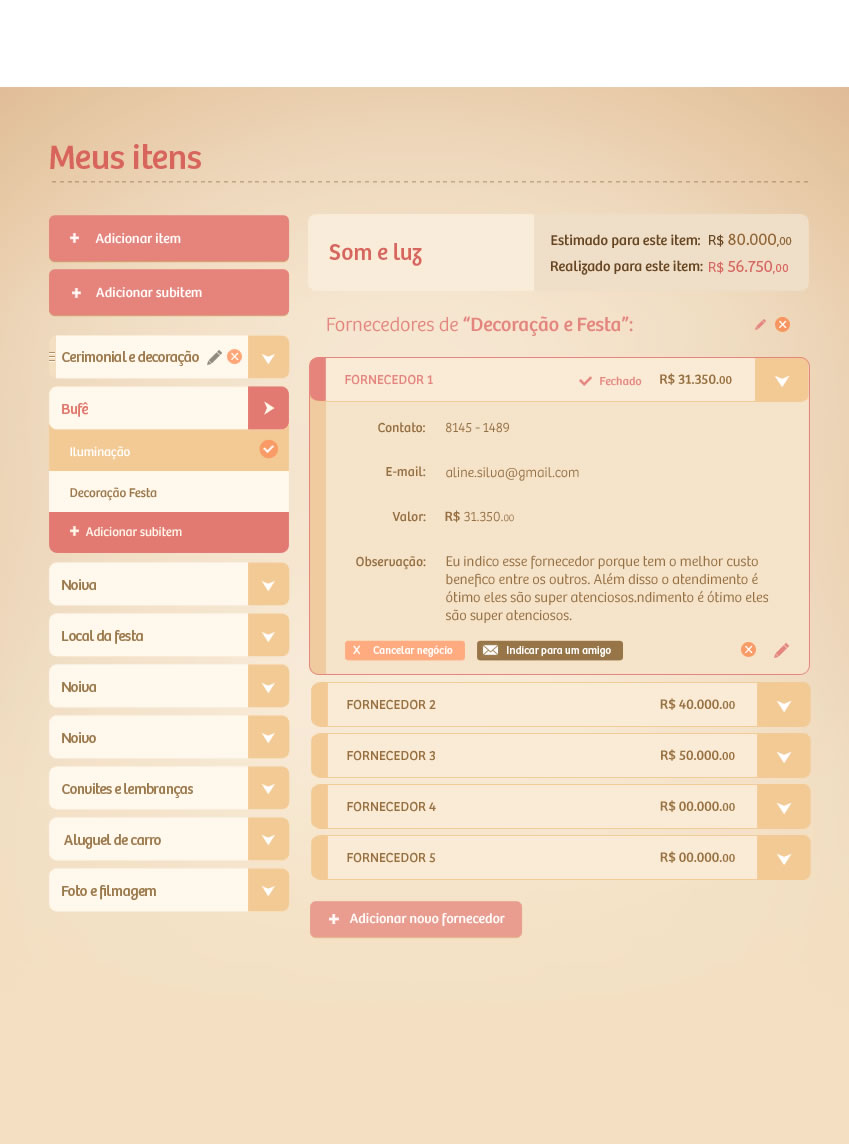 Meus itens
+ Adicionar item
+ Adicionar subitem
Cerimonial e decoração
Bufê
Iluminação
Decoração Festa
+ Adicionar subitem
Noiva
Local da festa
Noiva
Noivo
Convites e lembranças
Aluguel de carro
Foto e filmagem
Som e luz
Estimado para este item: R$ 80.000,00
Realizado para este item: R$ 56.750,00
Fornecedores de “Decoração e Festa”:
FORNECEDOR 1 Fechado R$ 31.350.00
Contato: 8145 - 1489
E-mail: aline.silva@gmail.com
Valor: R$ 31.350.00
Observação: Eu indico esse fornecedor porque tem o melhor custo
benefico entre os outros. Além disso o atendimento é
ótimo eles são super atenciosos.ndimento é ótimo eles
são super atenciosos.
X Cancelar negócio Indicar para um amigo
FORNECEDOR 2 R$ 40.000.00
FORNECEDOR 3 R$ 50.000.00
FORNECEDOR 4 R$ 00.000.00
FORNECEDOR 5 R$ 00.000.00
+ Adicionar novo fornecedor